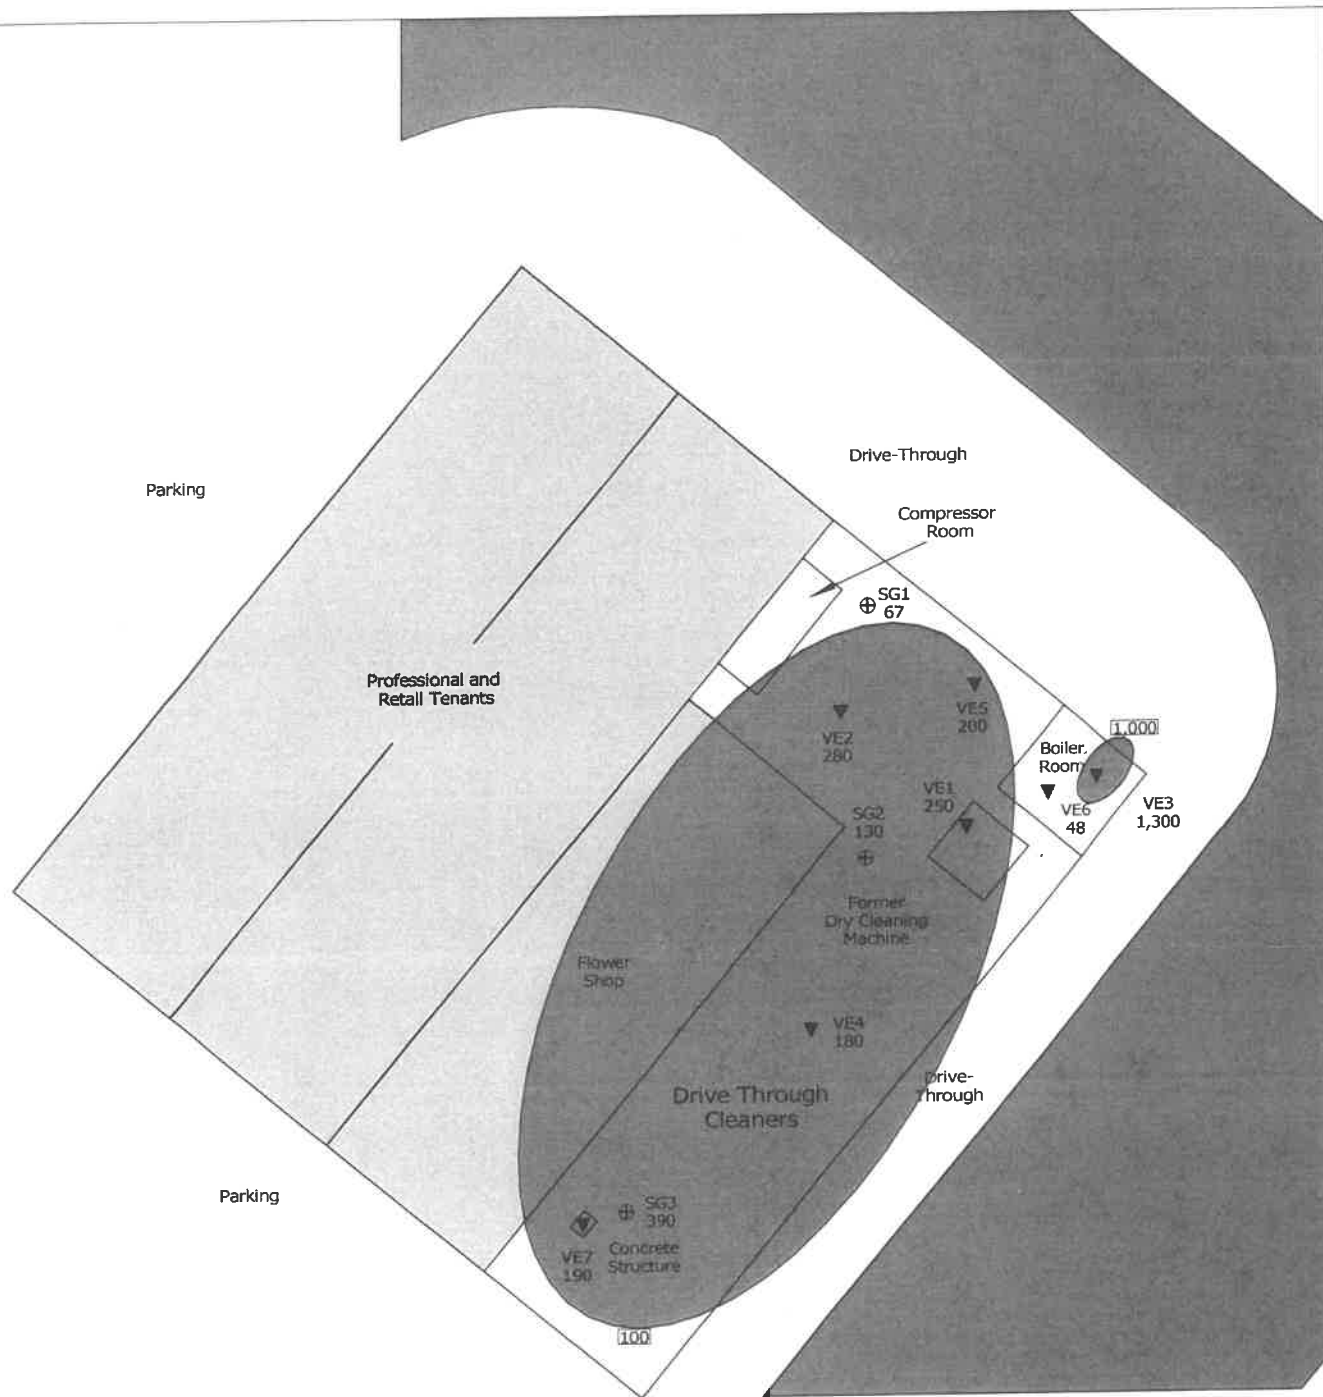 Drive-Through
Parking
Compressor
Room
SG1
67
Professional and
Retail Tenants
VE5
200
VE2
280
1,000
Boiler
Room
VE1
250
VE6
48
VE3
1,300
SG2
130
Former
Dry Cleaning
Machine
Flower
Shop
VE4
180
Drive-
Through
Drive Through
Cleaners
Parking
SG3
390
VE7
190
Concrete
Structure
100